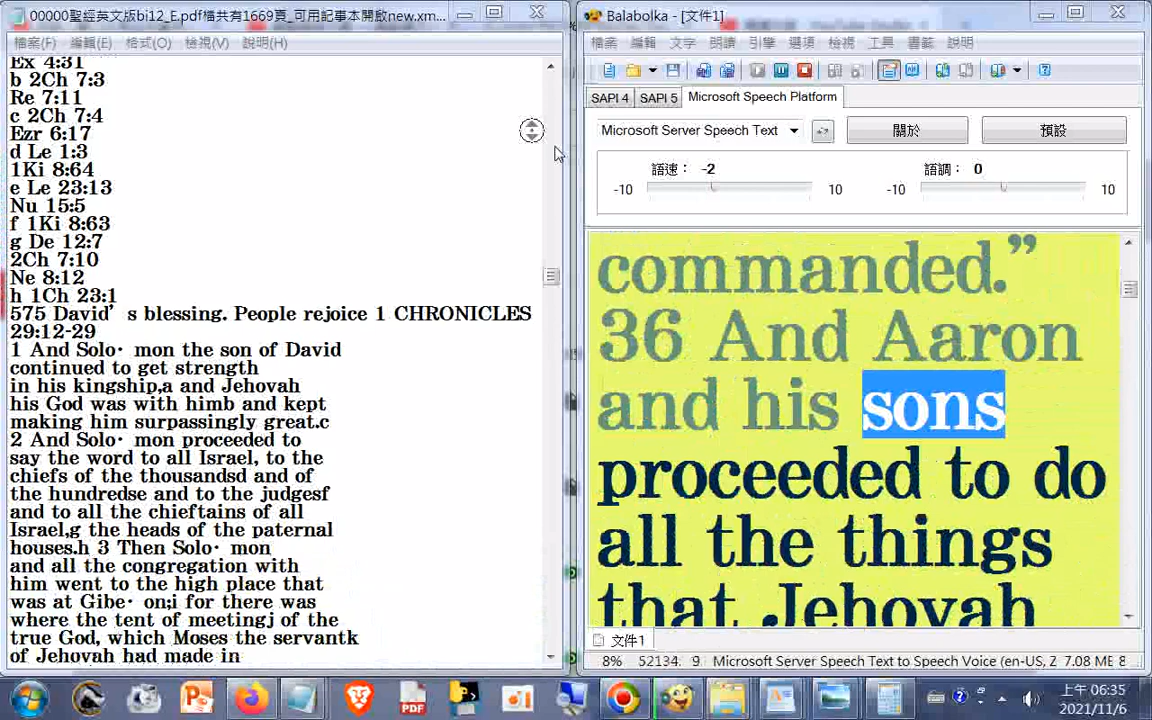 00000聖經英文版bi12_E.pdf檔共有1669頁_可用記事本開啟new.xm...
檔案(F) 編輯(E) 格式(O) 檢視(V) 說明(H)
Ex 4:31
b 2Ch 7:3
Re 7:11
c 2Ch 7:4
Ezr 6:17
d Le 1:3
1Ki 8:64
e Le 23:13
Nu 15:5
f 1Ki 8:63
g De 12:7
2Ch 7:10
Ne 8:12
h 1Ch 23:1
575 David’s blessing. People rejoice 1 CHRONICLES
29:12-29
1 And Solo·mon the son of David
continued to get strength
in his kingship,a and Jehovah
his God was with himb and kept
making him surpassingly great.c
2 And Solo·mon proceeded to
say the word to all Israel, to the
chiefs of the thousandsd and of
the hundredse and to the judgesf
and to all the chieftains of all
Israel,g the heads of the paternal
houses.h 3 Then Solo·mon
and all the congregation with
him went to the high place that
was at Gibe·on;i for there was
where the tent of meetingj of the
true God, which Moses the servantk
of Jehovah had made in
Balabolka - [文件1]
檔案 編輯 文字 朗讀 引擎 選項 檢視 工具 書籤 說明
SAPI 4 SAPI 5 Microsoft Speech Platform
Microsoft Server Speech Text 關於 預設
語速： -2 語調： 0
-10 10 -10 10
commanded.”
36 And Aaron
and his sons
proceeded to do
all the things
that Jehovah
文件1
8% 52134. 9 Microsoft Server Speech Text to Speech Voice (en-US, 2 7.08 MB 8
PDF
上午 06:35
2021/11/6